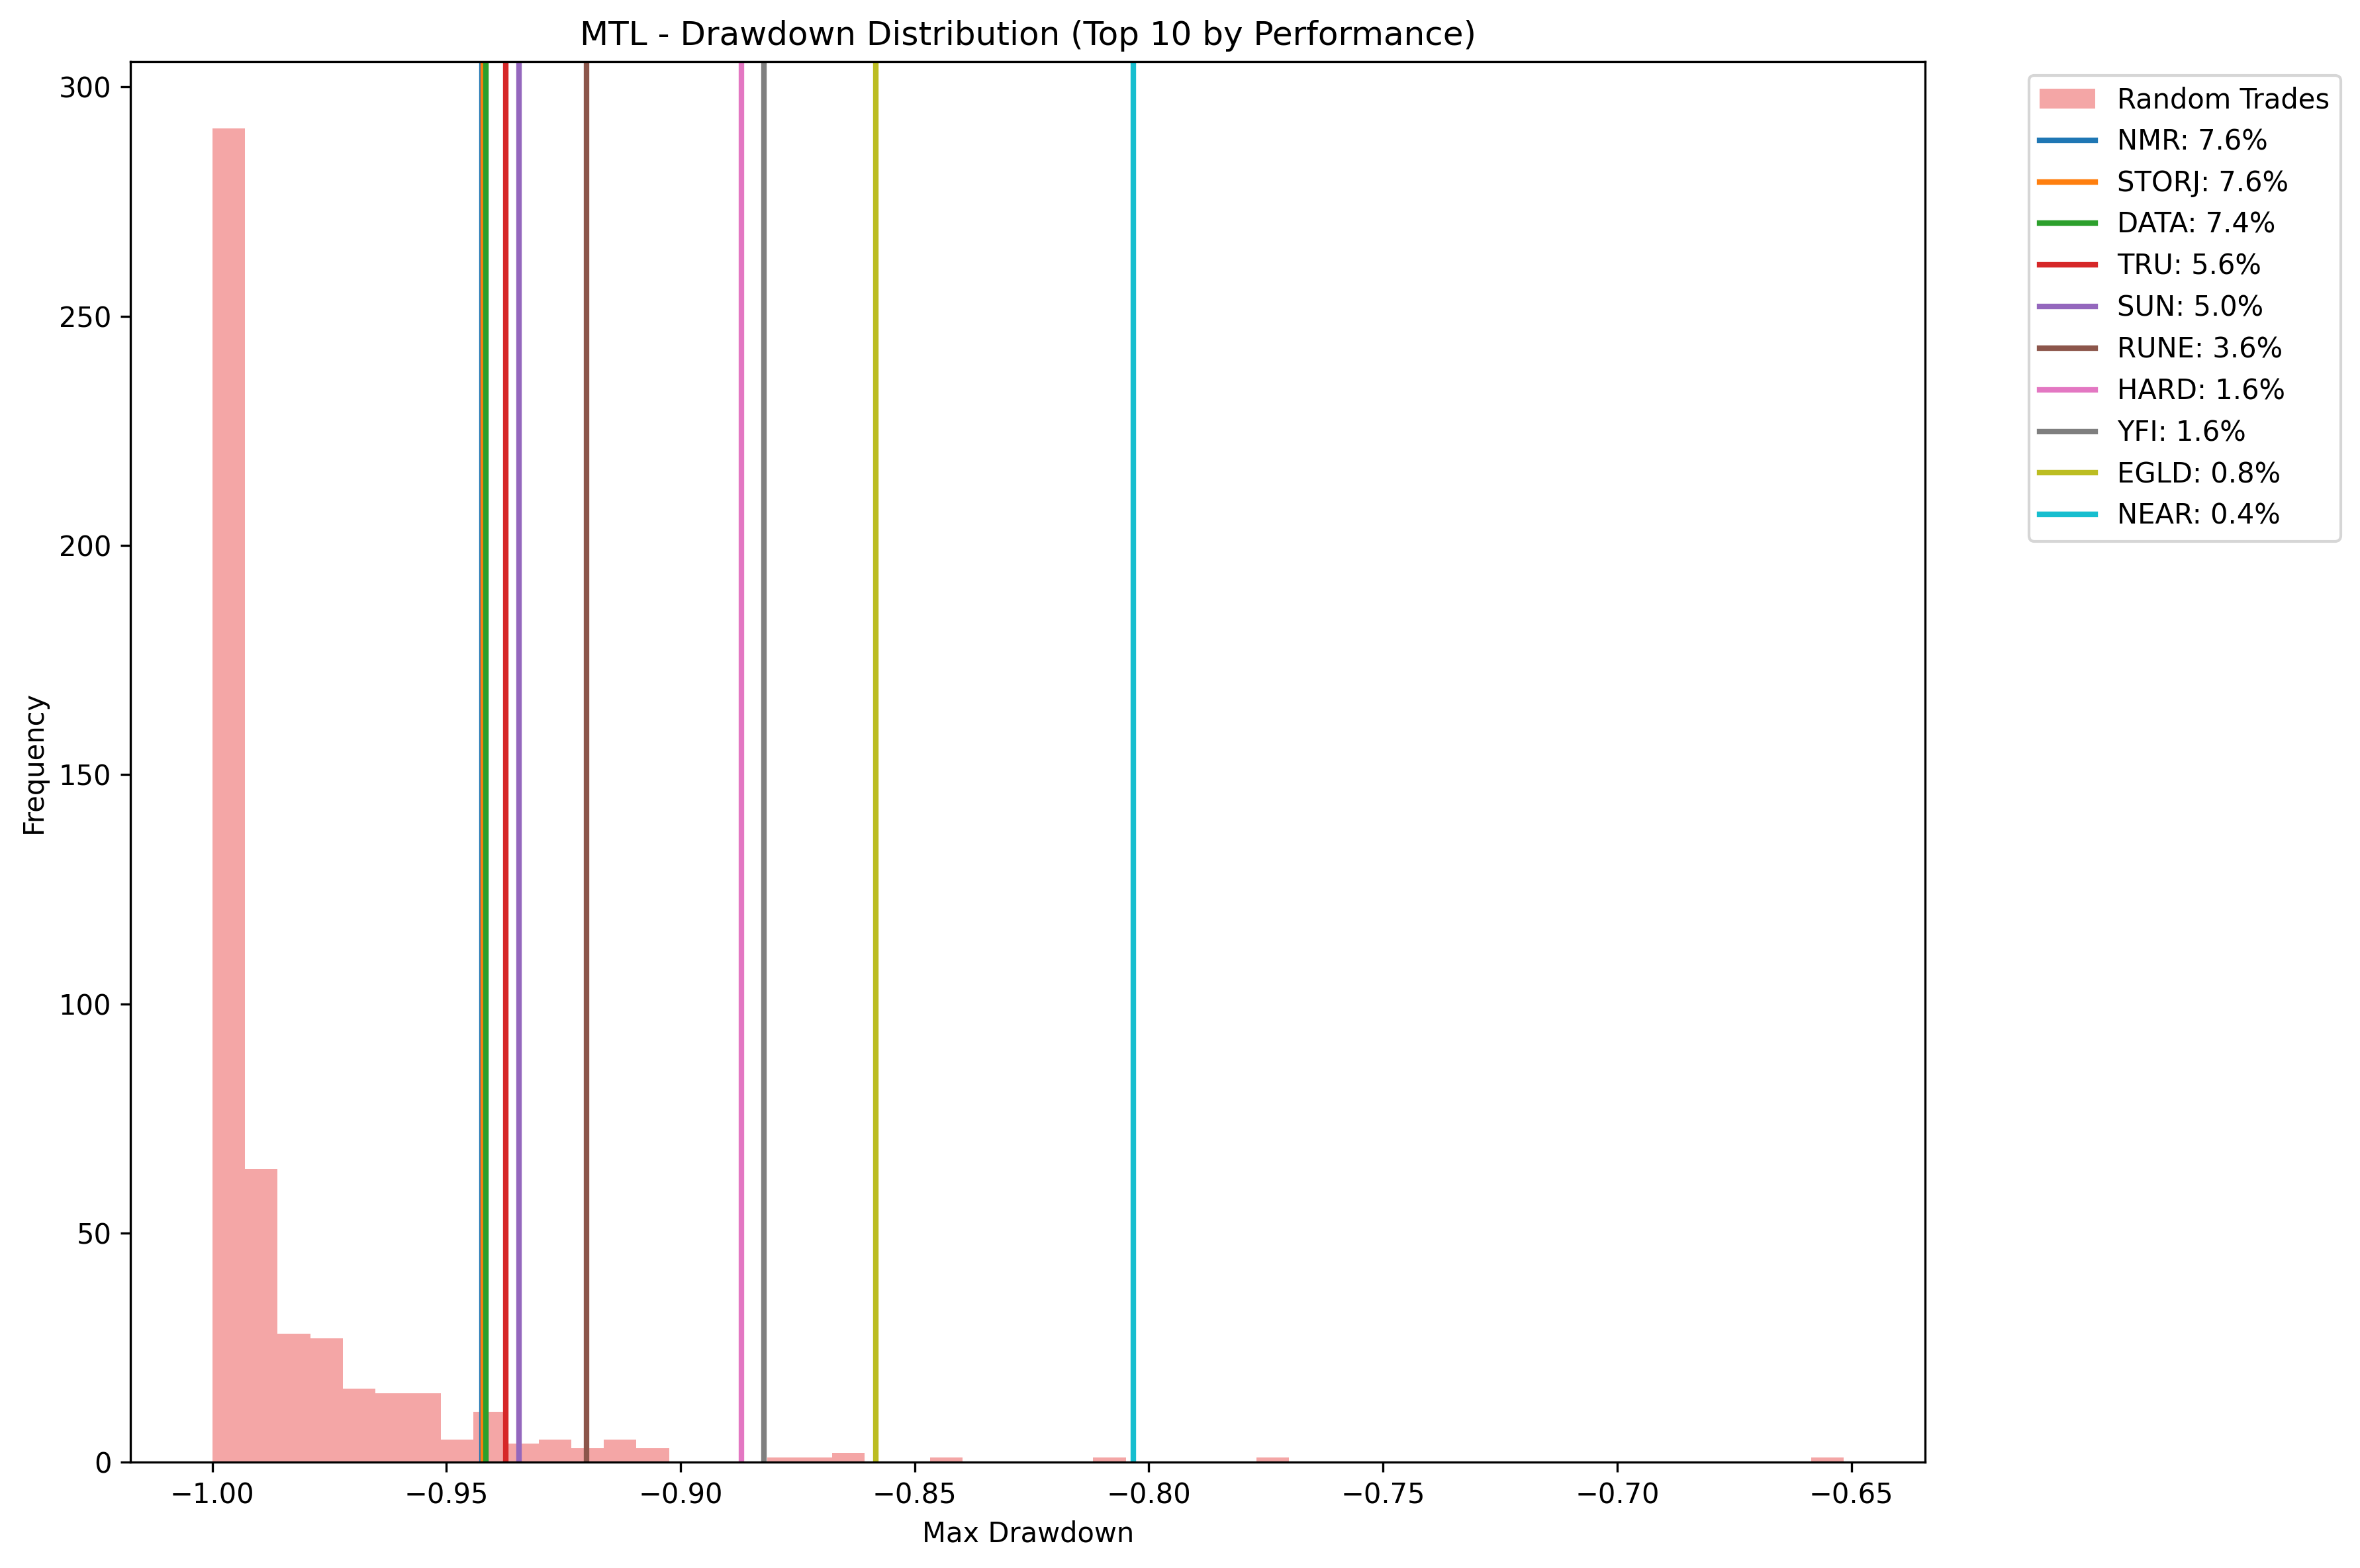 MTL - Drawdown Distribution (Top 10 by Performance)
300
250
200
150
100
50
0
Frequency
−1.00
−0.95
−0.90
−0.85
−0.80
−0.75
−0.70
−0.65
Max Drawdown
Random Trades
NMR: 7.6%
STORJ: 7.6%
DATA: 7.4%
TRU: 5.6%
SUN: 5.0%
RUNE: 3.6%
HARD: 1.6%
YFI: 1.6%
EGLD: 0.8%
NEAR: 0.4%